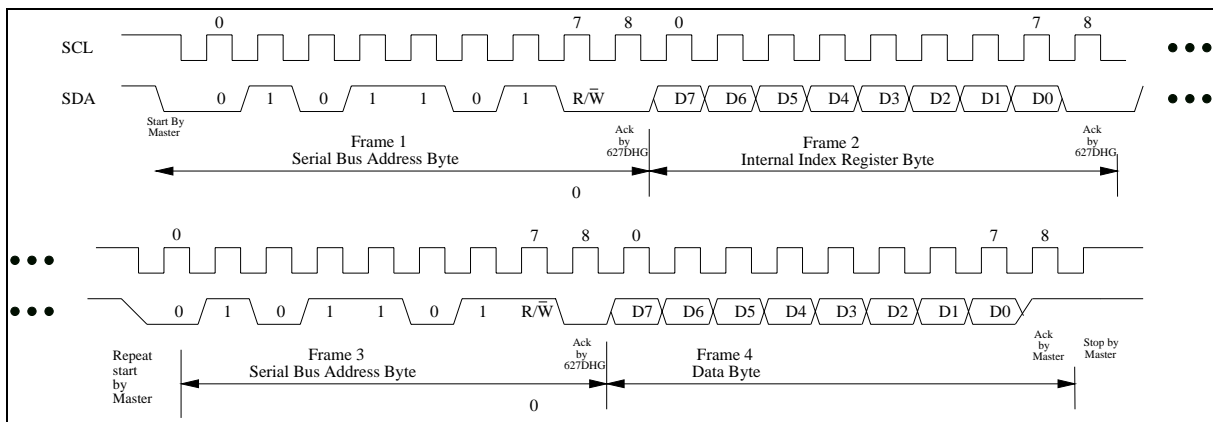 0 7 8 0 7 8
SCL
SDA 0 1 0 1 1 0 1 R/W̅ D7 D6 D5 D4 D3 D2 D1 D0
Start By
Master
Frame 1
Serial Bus Address Byte
Ack
by
627DHG
Frame 2
Internal Index Register Byte
Ack
by
627DHG
0
0 7 8 0 7 8
0 1 0 1 1 0 1 R/W̅ D7 D6 D5 D4 D3 D2 D1 D0
Repeat
start
by
Master
Frame 3
Serial Bus Address Byte
Ack
by
627DHG
Frame 4
Data Byte
Ack
by
Master
Stop by
Master
0